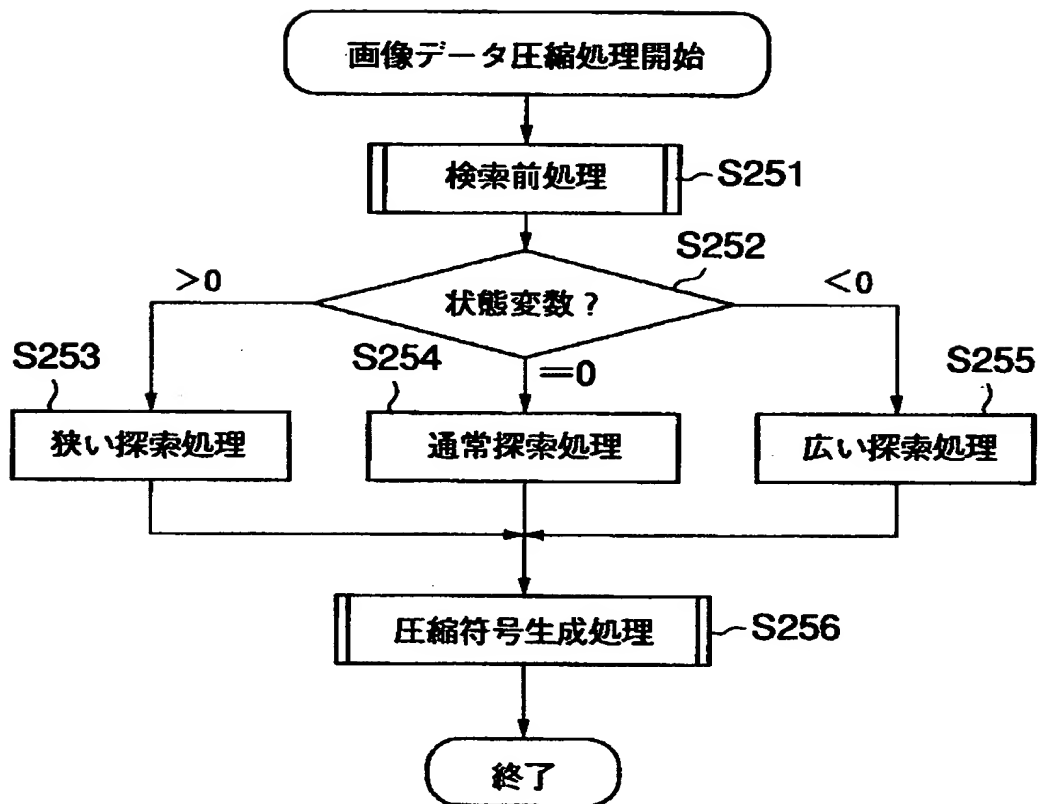 画像データ圧縮処理開始
検索前処理
S251
S252
>0
状態変数？
<0
S253
S254
==0
S255
狭い探索処理
通常探索処理
広い探索処理
圧縮符号生成処理
S256
終了